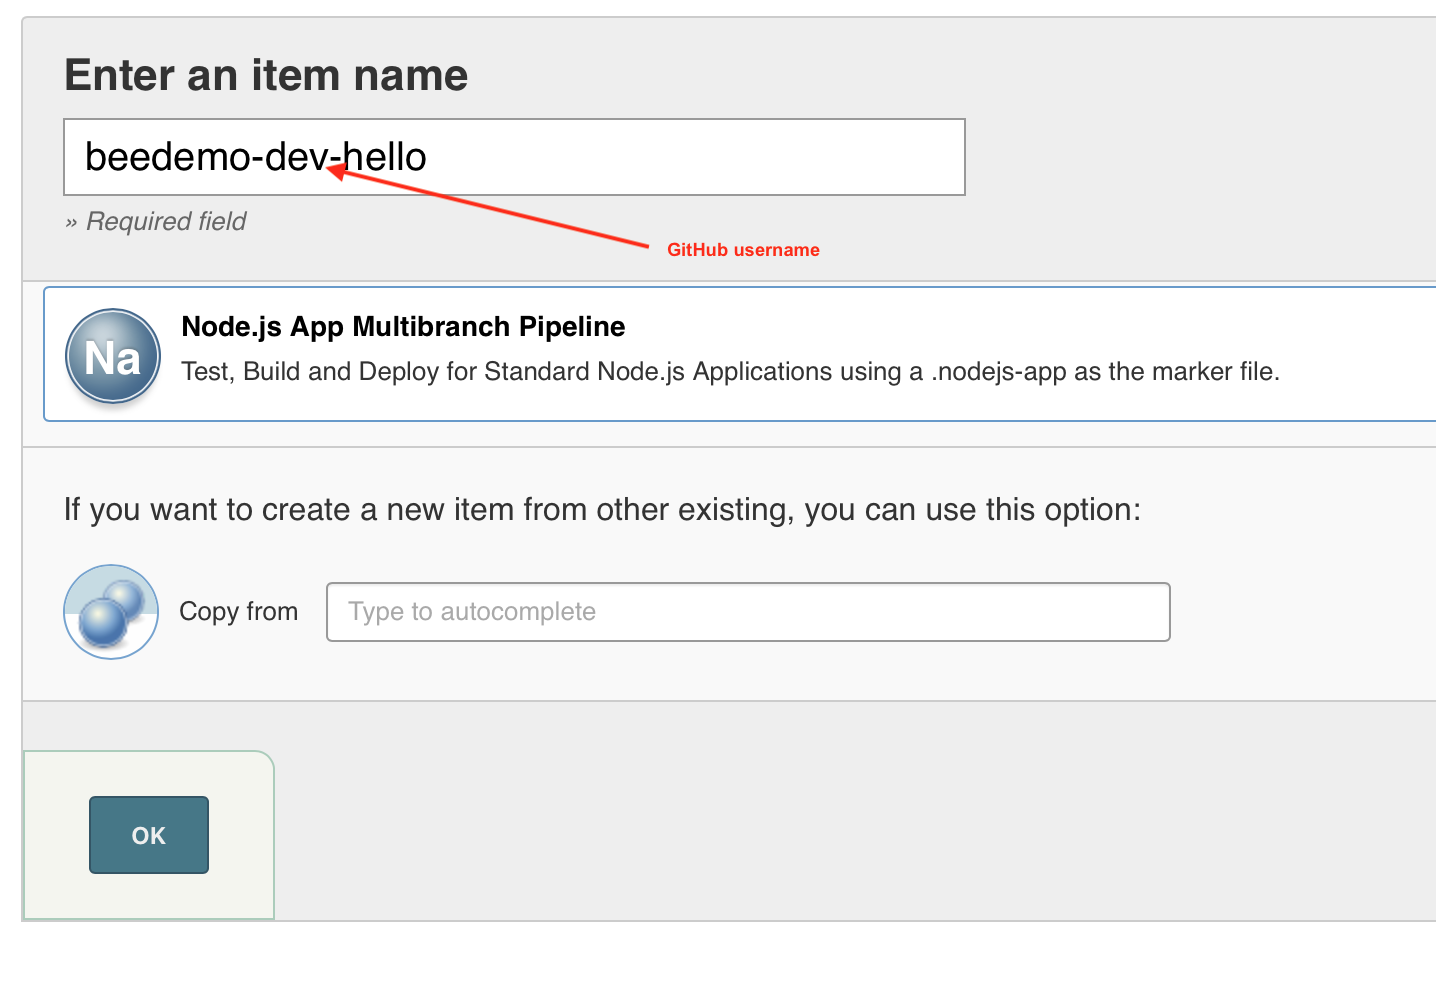 Enter an item name
beedemo-dev-hello
» Required field
GitHub username
Na
Node.js App Multibranch Pipeline
Test, Build and Deploy for Standard Node.js Applications using a .nodejs-app as the marker file.
If you want to create a new item from other existing, you can use this option:
Copy from
Type to autocomplete
OK